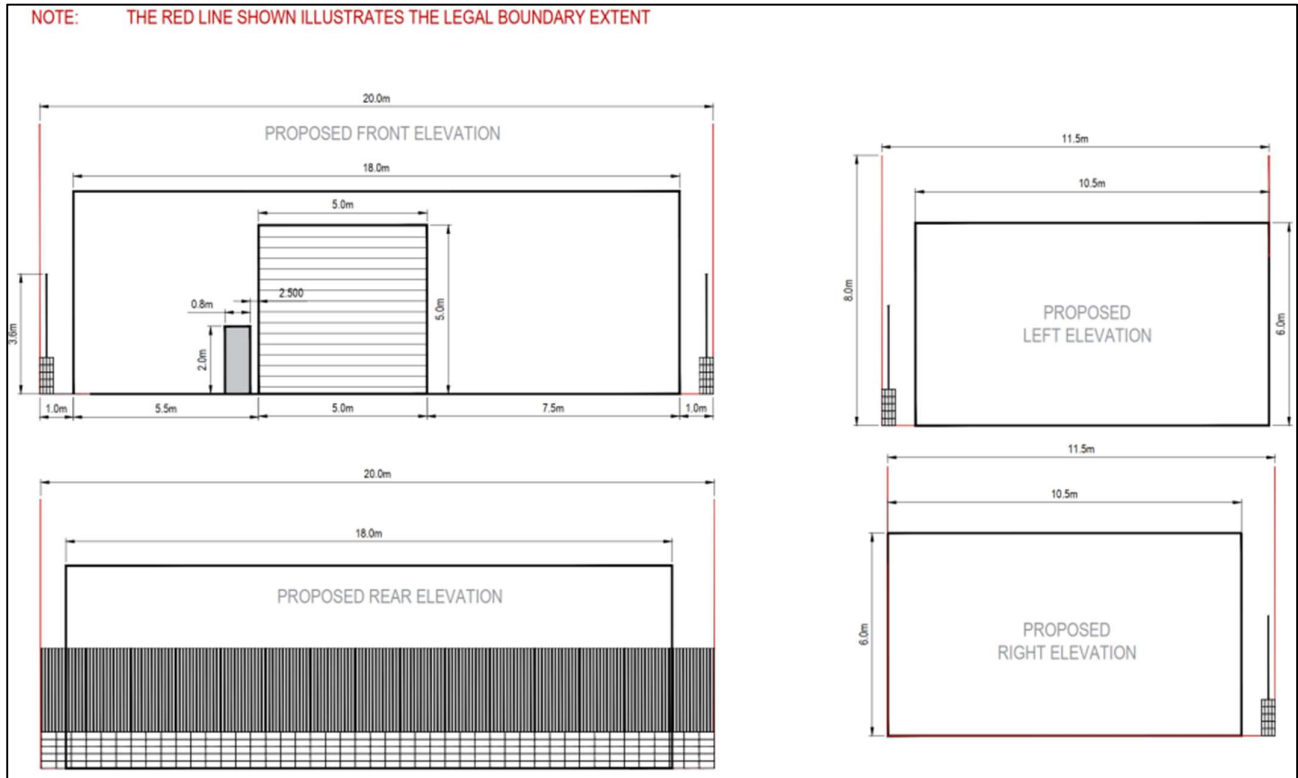 NOTE: THE RED LINE SHOWN ILLUSTRATES THE LEGAL BOUNDARY EXTENT
20.0m
PROPOSED FRONT ELEVATION
18.0m
5.0m
0.8m
2.500
3.6m
2.0m
5.0m
1.0m
5.5m
5.0m
7.5m
1.0m
11.5m
10.5m
8.0m
PROPOSED
LEFT ELEVATION
6.0m
20.0m
18.0m
PROPOSED REAR ELEVATION
11.5m
10.5m
6.0m
PROPOSED
RIGHT ELEVATION